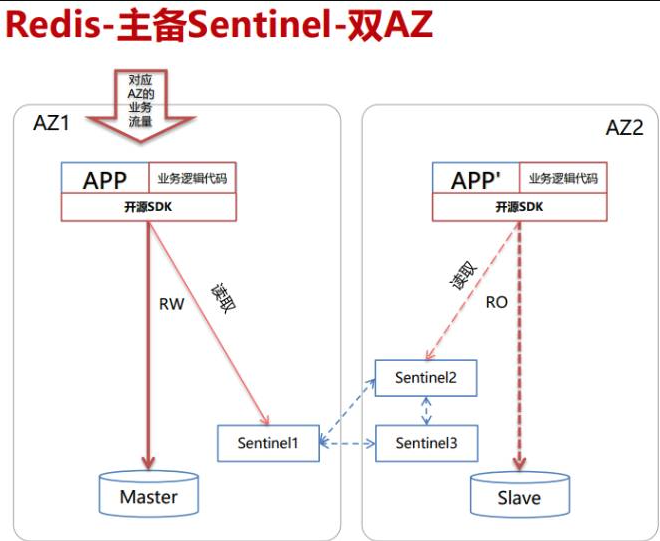 Redis-主备Sentinel-双AZ
对应
AZ的
业务
流量
AZ1
AZ2
APP
业务逻辑代码
开源SDK
APP'
业务逻辑代码
开源SDK
RW
读取
读取
RO
Sentinel2
Sentinel1
Sentinel3
Master
Slave